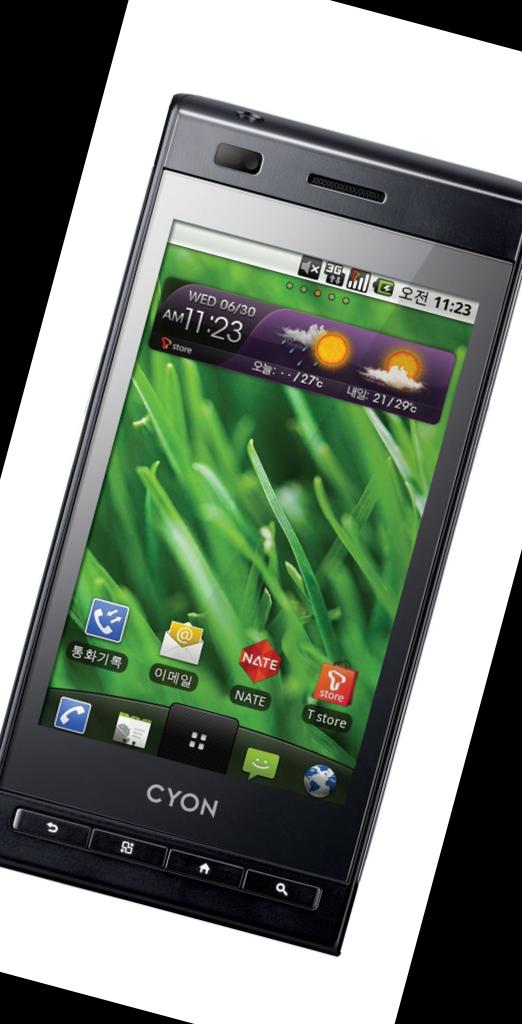 3G 오전 11:23
WED 06/30
AM 11:23
T store
오늘: --/27℃ 내일: 21/29℃
통화기록 이메일 NATE NATE T store T store
CYON